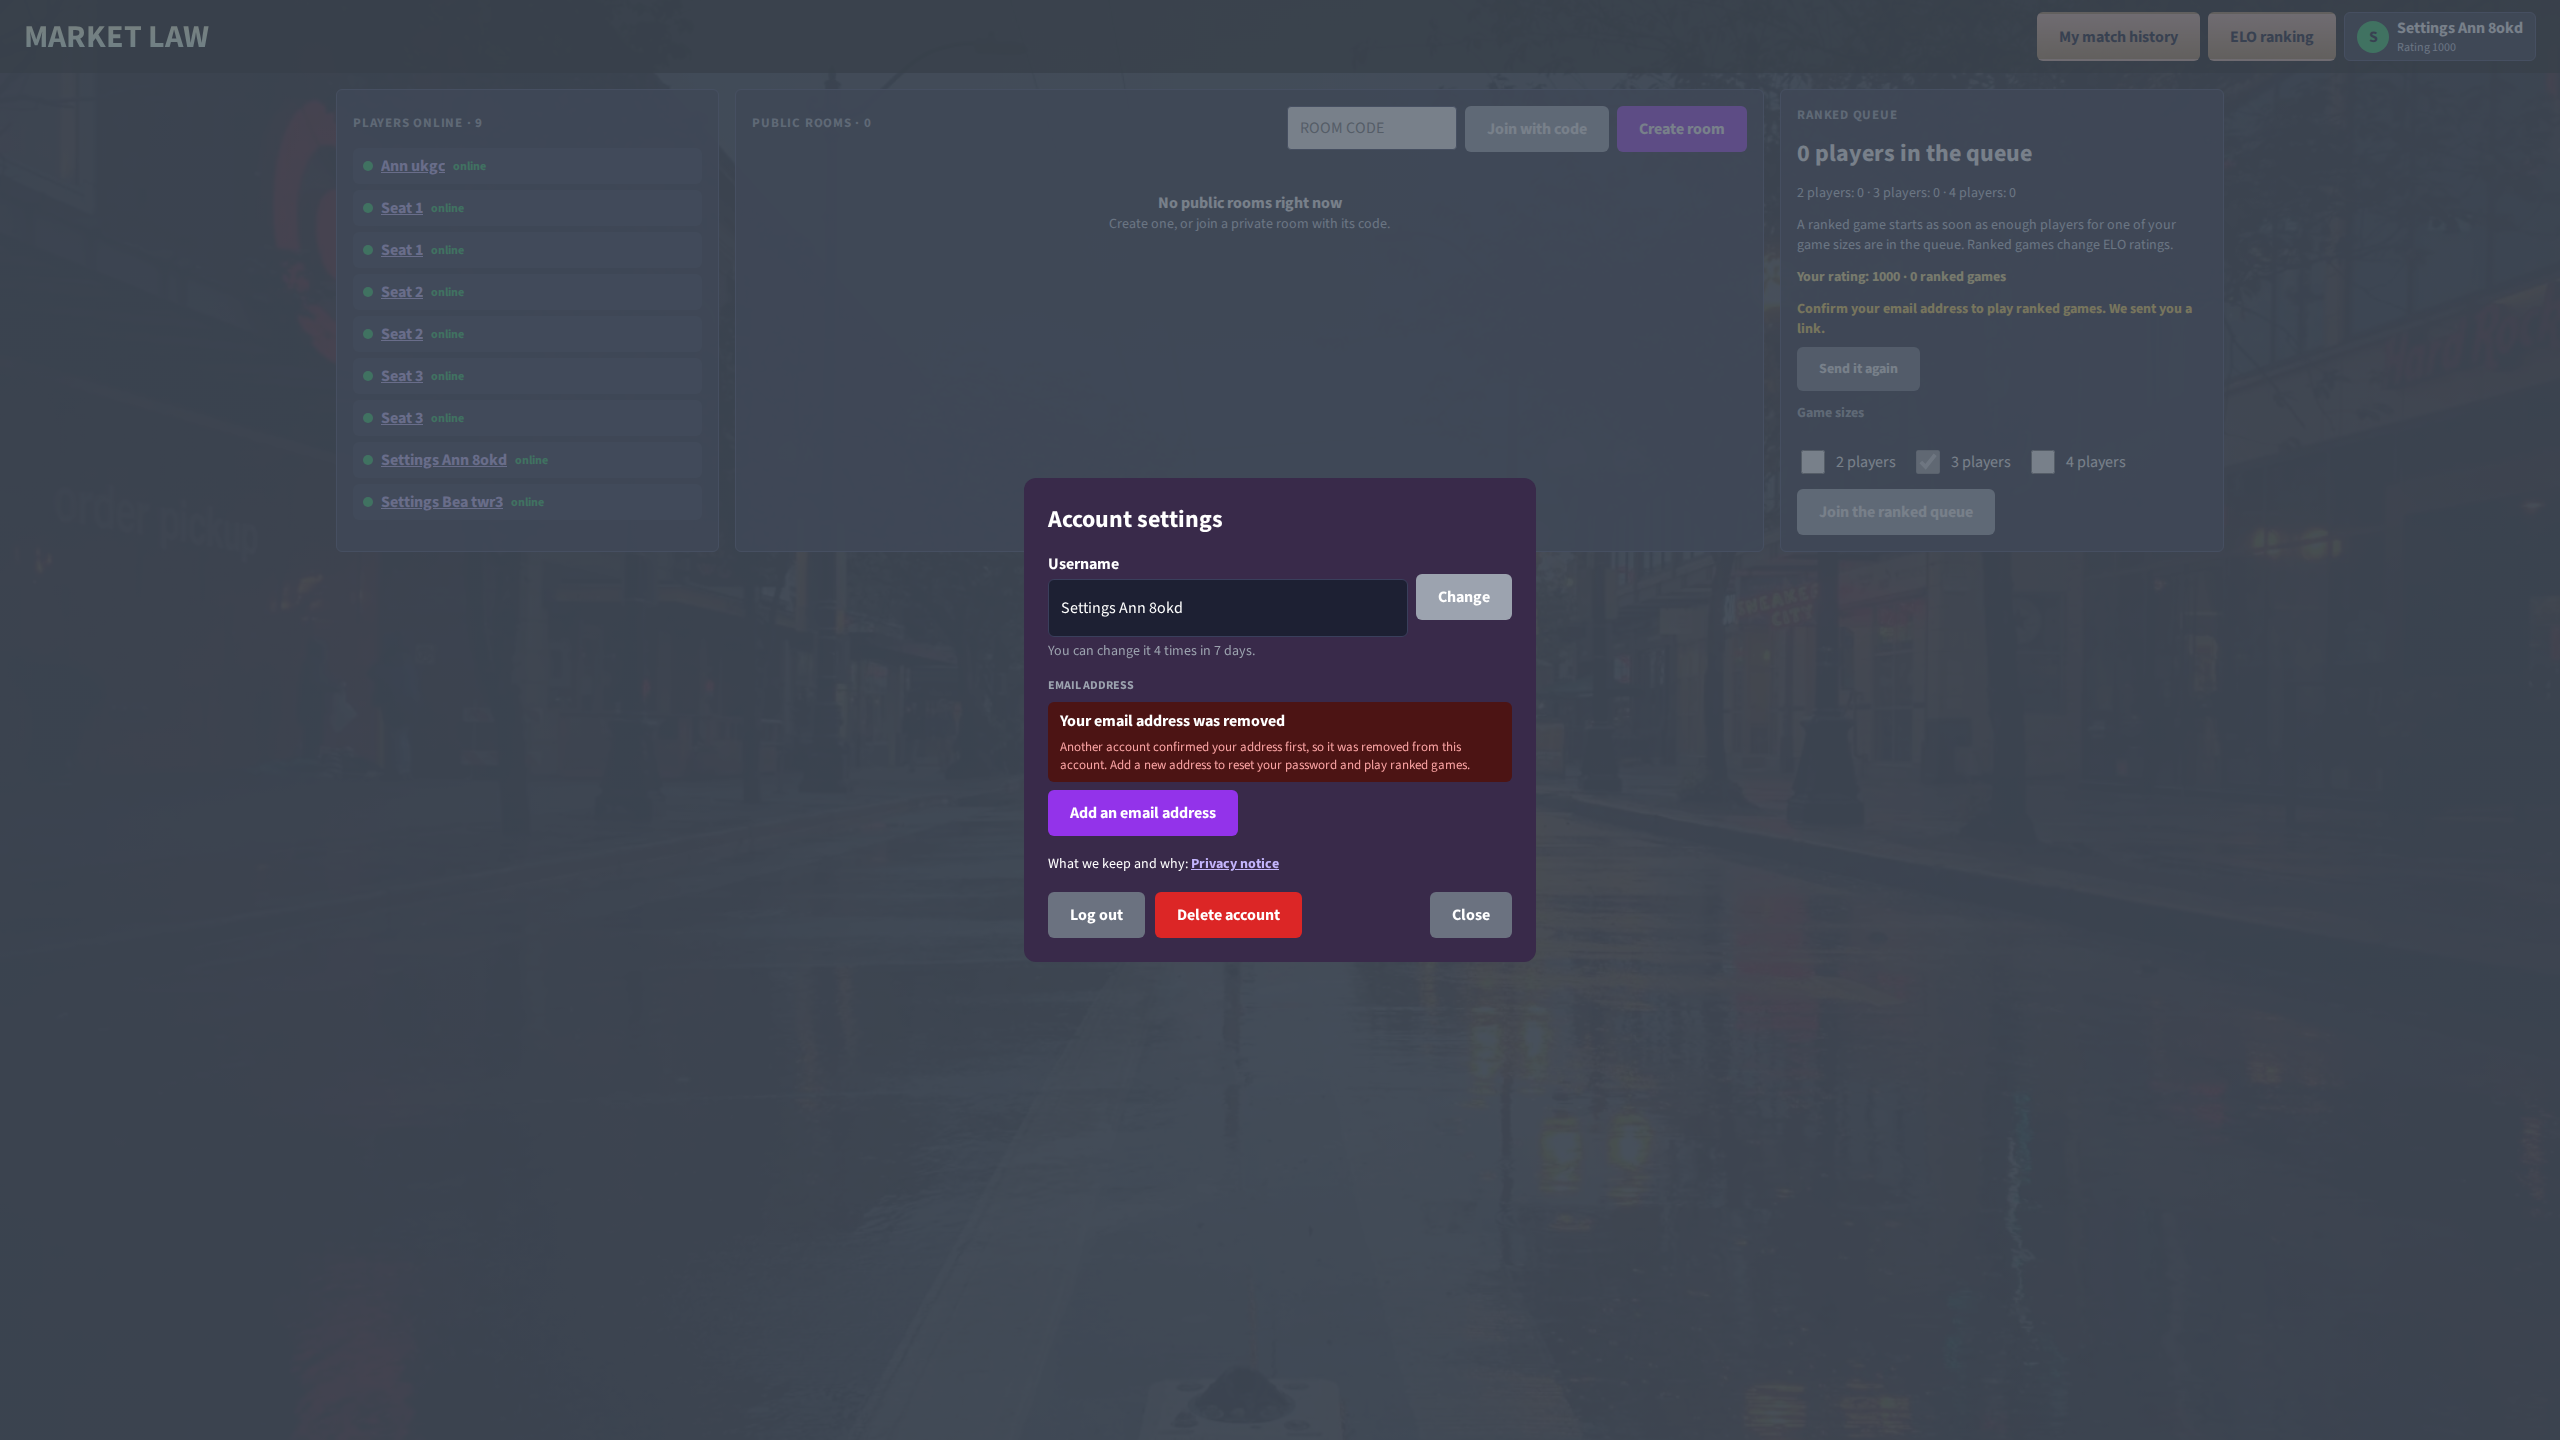 MARKET LAW
My match history
ELO ranking
S
Settings Ann 8okd
Rating 1000
PLAYERS ONLINE · 9
Ann ukgc online
Seat 1 online
Seat 1 online
Seat 2 online
Seat 2 online
Seat 3 online
Seat 3 online
Settings Ann 8okd online
Settings Bea twr3 online
PUBLIC ROOMS · 0
ROOM CODE
Join with code
Create room
No public rooms right now
Create one, or join a private room with its code.
RANKED QUEUE
0 players in the queue
2 players: 0 · 3 players: 0 · 4 players: 0
A ranked game starts as soon as enough players for one of your
game sizes are in the queue. Ranked games change ELO ratings.
Your rating: 1000 · 0 ranked games
Confirm your email address to play ranked games. We sent you a
link.
Send it again
Game sizes
2 players
3 players
4 players
Join the ranked queue
order pickup
SNEAKER
CITY
Account settings
Username
Settings Ann 8okd
Change
You can change it 4 times in 7 days.
EMAIL ADDRESS
Your email address was removed
Another account confirmed your address first, so it was removed from this
account. Add a new address to reset your password and play ranked games.
Add an email address
What we keep and why: Privacy notice
Log out
Delete account
Close